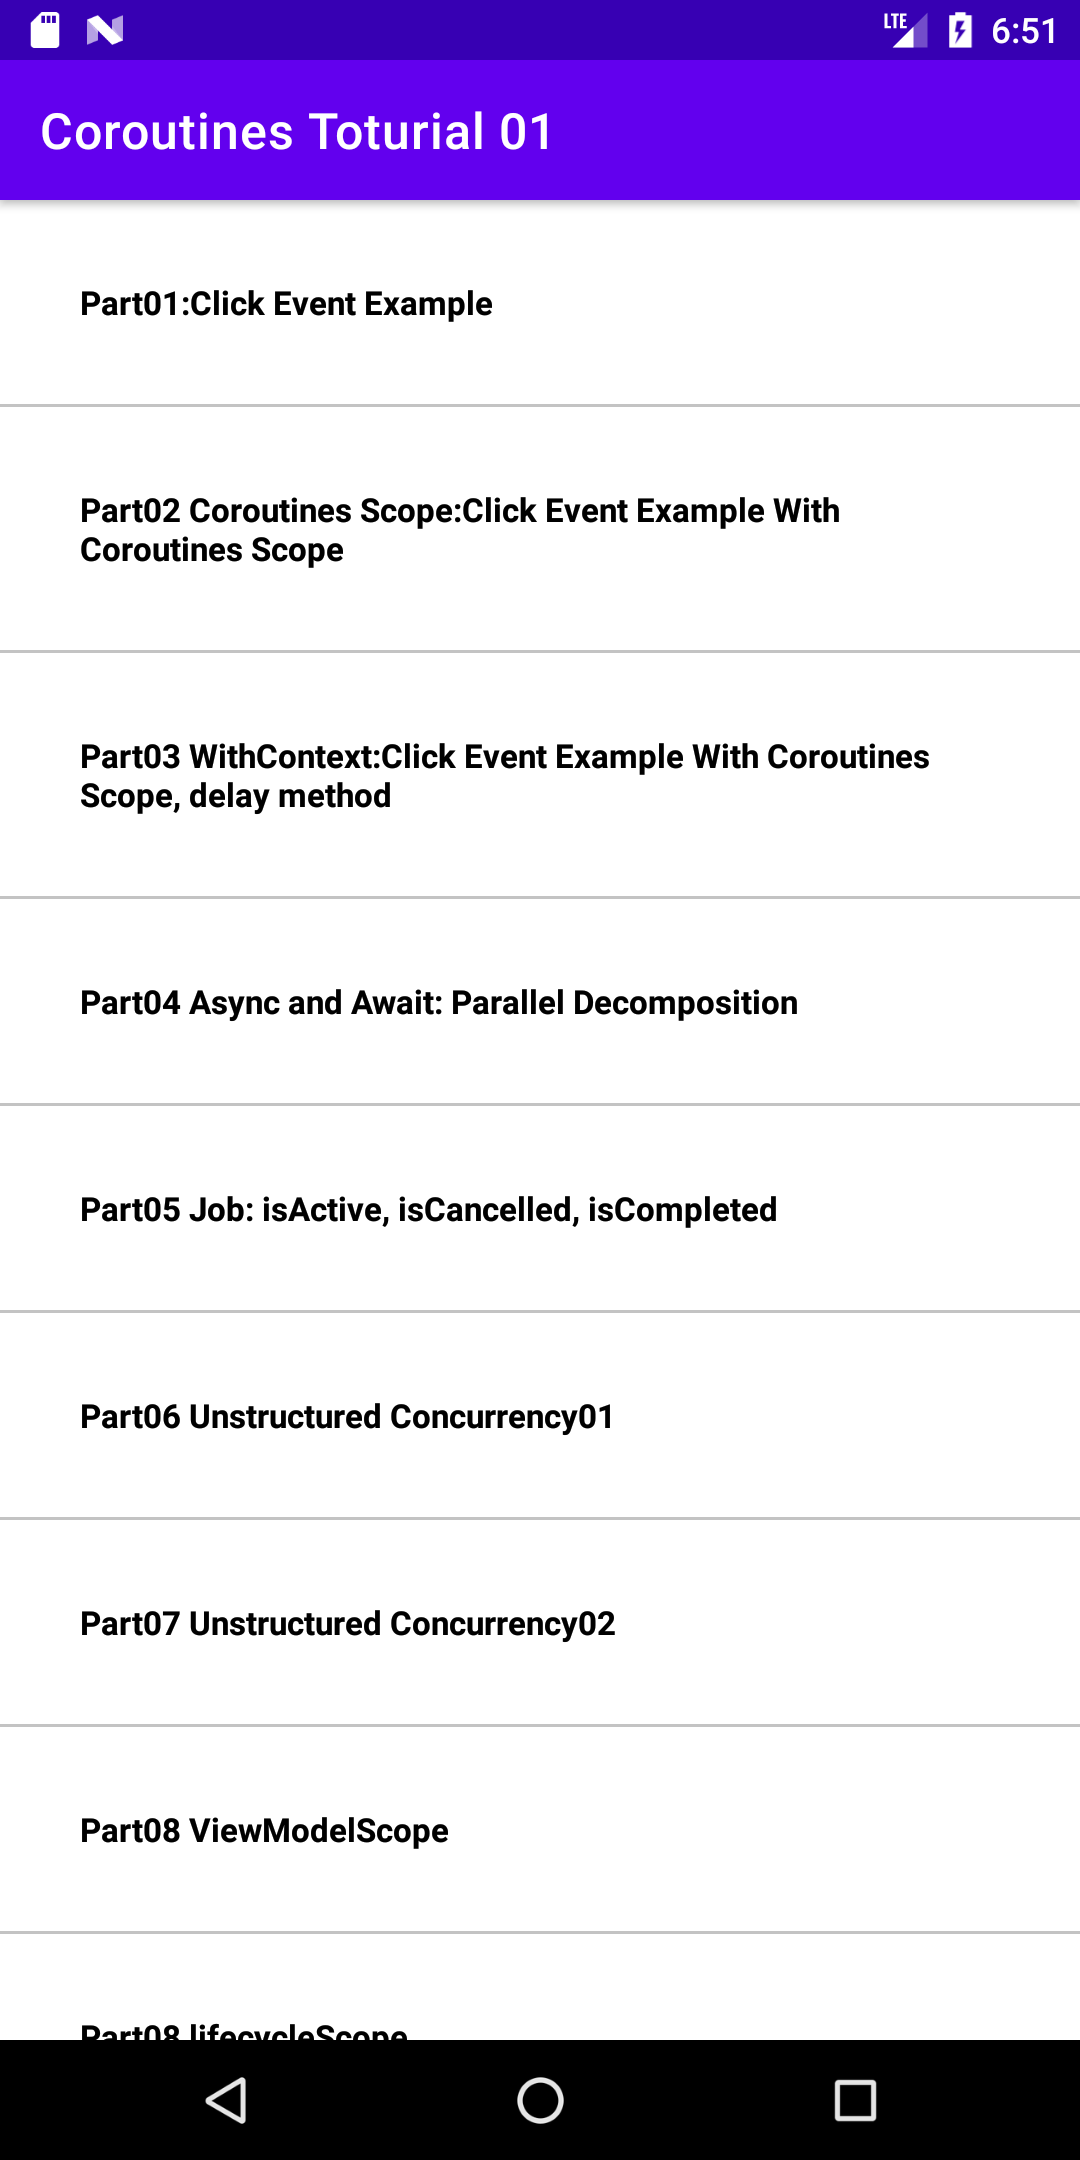 LTE 6:51
Coroutines Toturial 01
Part01:Click Event Example
Part02 Coroutines Scope:Click Event Example With
Coroutines Scope
Part03 WithContext:Click Event Example With Coroutines
Scope, delay method
Part04 Async and Await: Parallel Decomposition
Part05 Job: isActive, isCancelled, isCompleted
Part06 Unstructured Concurrency01
Part07 Unstructured Concurrency02
Part08 ViewModelScope
Part08 lifecycleScope